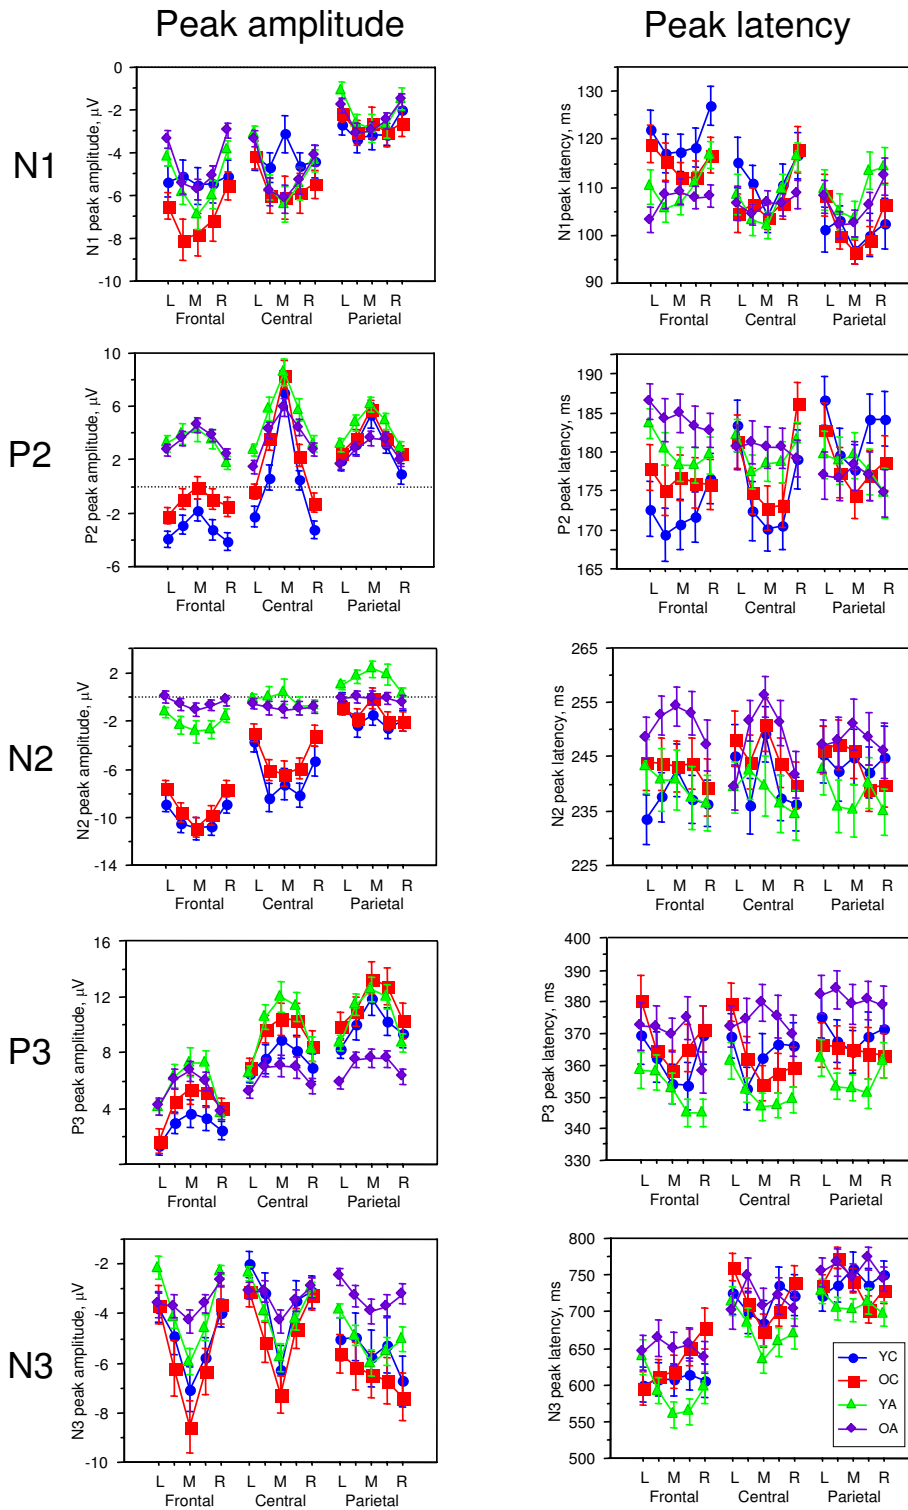 Peak amplitude Peak latency
N1
N1 peak amplitude, µV
0
-2
-4
-6
-8
-10
L M R L M R L M R
Frontal Central Parietal
N1peak latency, ms
130
120
110
100
90
L M R L M R L M R
Frontal Central Parietal
P2
P2 peak amplitude, µV
10
6
2
-2
-6
L M R L M R L M R
Frontal Central Parietal
P2 peak latency, ms
190
185
180
175
170
165
L M R L M R L M R
Frontal Central Parietal
N2
N2 peak amplitude, µV
2
-2
-6
-10
-14
L M R L M R L M R
Frontal Central Parietal
N2 peak latency, ms
265
255
245
235
225
L M R L M R L M R
Frontal Central Parietal
P3
P3 peak amplitude, µV
16
12
8
4
L M R L M R L M R
Frontal Central Parietal
P3 peak latency, ms
400
390
380
370
360
350
340
330
L M R L M R L M R
Frontal Central Parietal
N3
N3 peak amplitude, µV
-2
-4
-6
-8
-10
L M R L M R L M R
Frontal Central Parietal
N3 peak latency, ms
800
750
700
650
600
550
500
L M R L M R L M R
Frontal Central Parietal
YC
OC
YA
OA